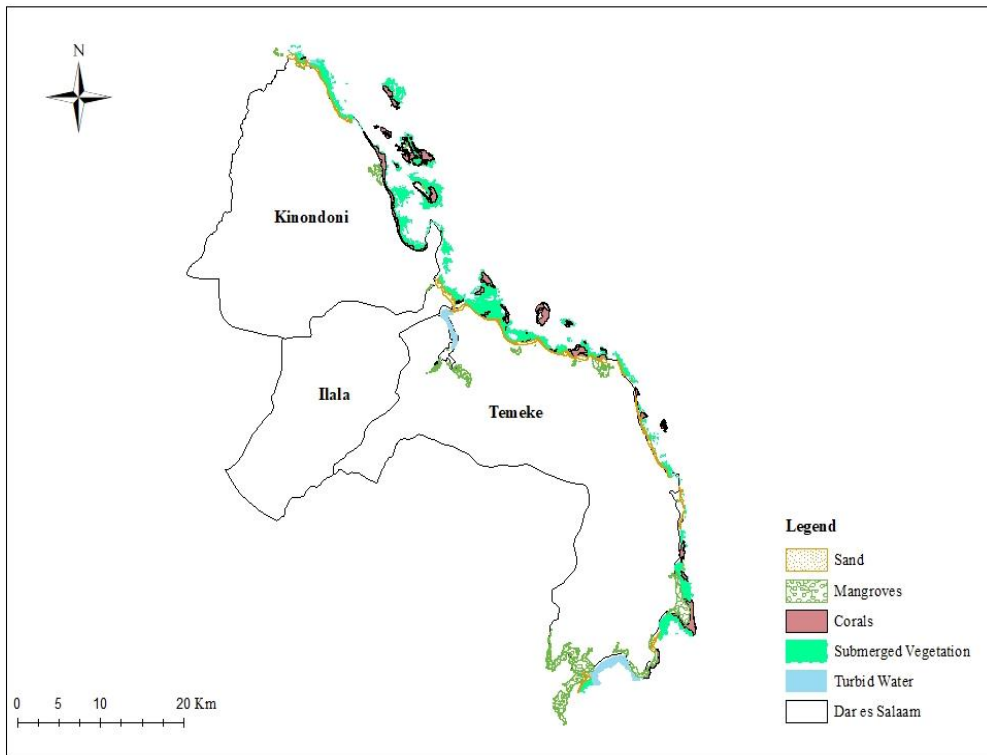 N
Kinondoni
Ilala
Temeke
Legend
Sand
Mangroves
Corals
Submerged Vegetation
Turbid Water
Dar es Salaam
0 5 10 20 Km